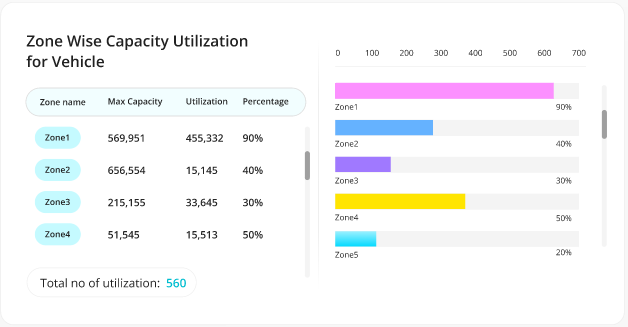 Zone Wise Capacity Utilization
for Vehicle
Zone name Max Capacity Utilization Percentage
Zone1 569,951 455,332 90%
Zone2 656,554 15,145 40%
Zone3 215,155 33,645 30%
Zone4 51,545 15,513 50%
Total no of utilization: 560
0 100 200 300 400 500 600 700
Zone1 90%
Zone2 40%
Zone3 30%
Zone4 50%
Zone5 20%